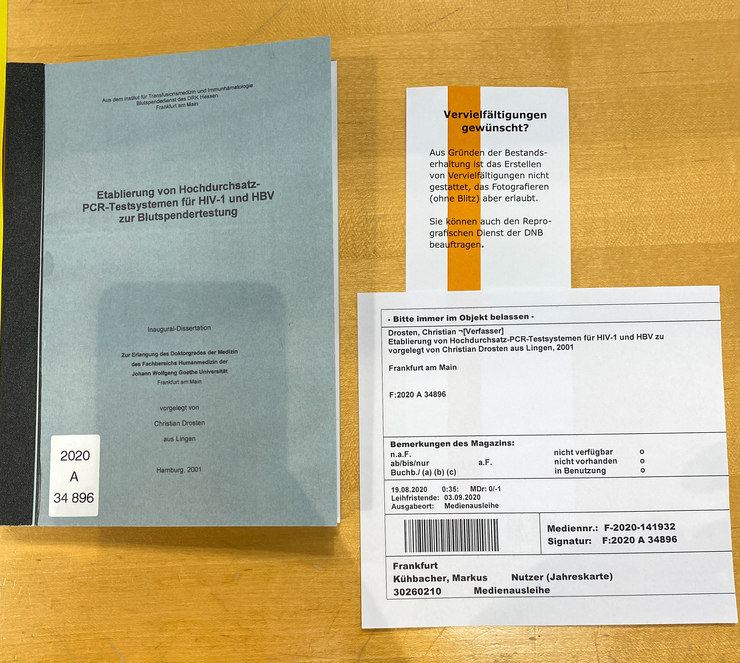 Aus dem Institut für Transfusionsmedizin und Immunhämatologie
Blutspendedienst des DRK Hessen
Frankfurt am Main
Etablierung von Hochdurchsatz-
PCR-Testsystemen für HIV-1 und HBV
zur Blutspendertestung
Inaugural-Dissertation
Zur Erlangung des Doktorgrades der Medizin
des Fachbereichs Humanmedizin der
Johann Wolfgang Goethe Universität
Frankfurt am Main
vorgelegt von
Christian Drosten
aus Lingen
Hamburg, 2001
2020
A
34 896
Vervielfältigungen
gewünscht?
Aus Gründen der Bestands-
erhaltung ist das Erstellen
von Vervielfältigungen nicht
gestattet, das Fotografieren
(ohne Blitz) aber erlaubt.
Sie können auch den Repro-
grafischen Dienst der DNB
beauftragen.
- Bitte immer im Objekt belassen -
Drosten, Christian ¬[Verfasser]
Etablierung von Hochdurchsatz-PCR-Testsystemen für HIV-1 und HBV zu
vorgelegt von Christian Drosten aus Lingen, 2001
Frankfurt am Main
F:2020 A 34896
Bemerkungen des Magazins:
n.a.F. nicht verfügbar o
ab/bis/nur a.F. nicht vorhanden o
Buchb./ (a) (b) (c) in Benutzung o
19.08.2020 0:35: MDr: 0/-1
Leihfristende: 03.09.2020
Ausgabeort: Medienausleihe
Mediennr.: F-2020-141932
Signatur: F:2020 A 34896
Frankfurt
Kühbacher, Markus Nutzer (Jahreskarte)
30260210 Medienausleihe